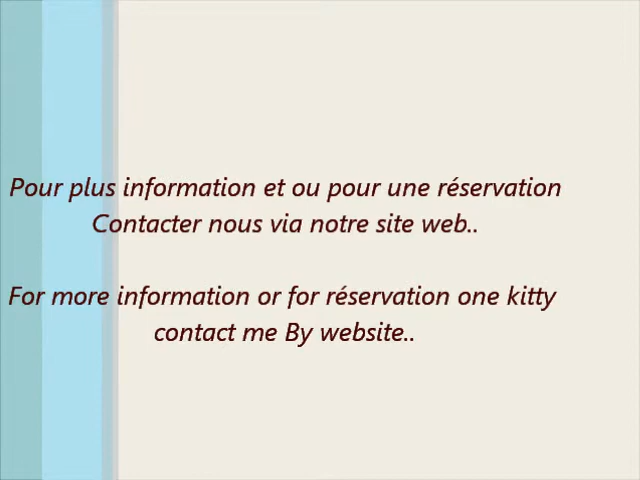 Pour plus information et ou pour une réservation
Contacter nous via notre site web..
For more information or for réservation one kitty
contact me By website..